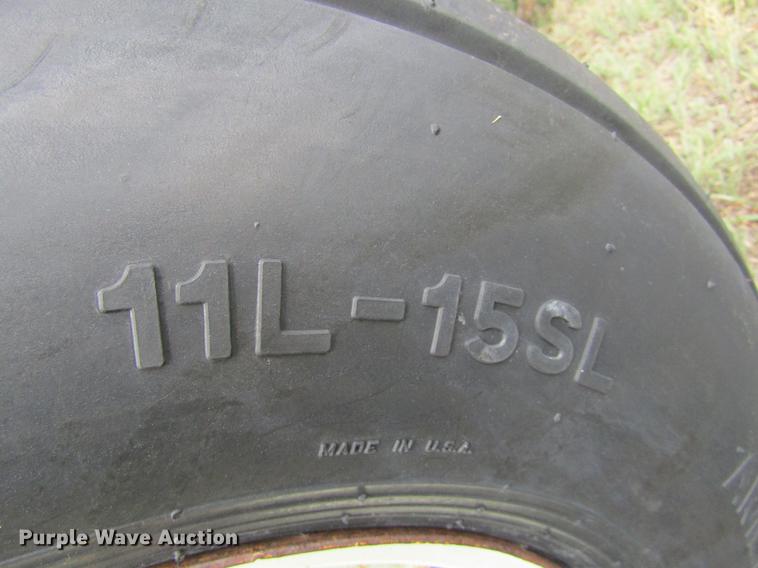 11L-15SL
MADE IN U.S.A.
Purple Wave Auction